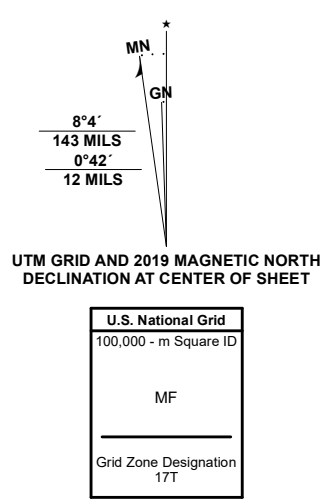 MN
GN
8°4´
143 MILS
0°42´
12 MILS
UTM GRID AND 2019 MAGNETIC NORTH
DECLINATION AT CENTER OF SHEET
U.S. National Grid
100,000 - m Square ID
MF
Grid Zone Designation
17T